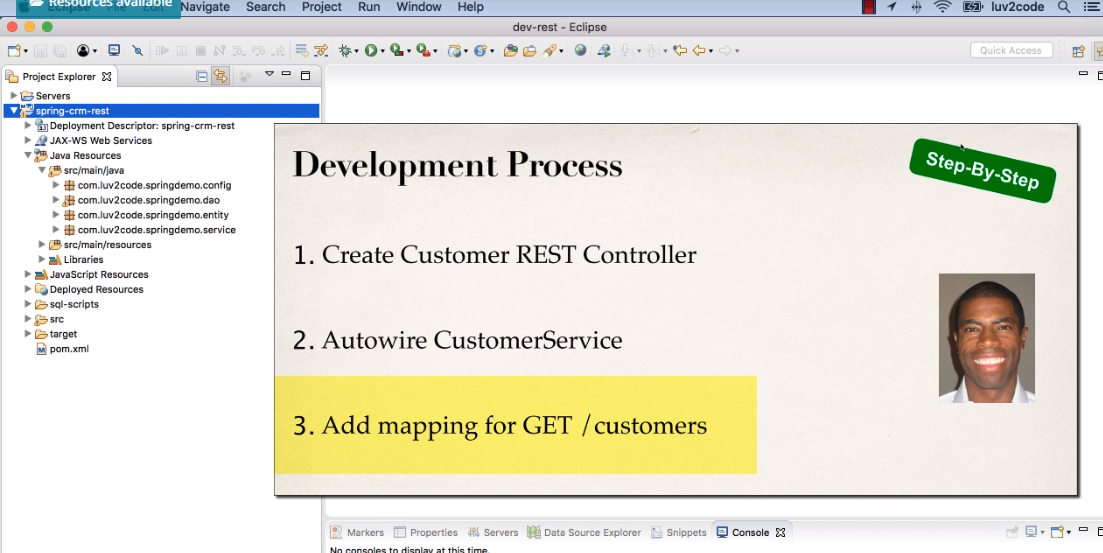 Resources available
Eclipse File Edit Navigate Search Project Run Window Help
luv2code
dev-rest - Eclipse
Quick Access
Project Explorer
Servers
spring-crm-rest
Deployment Descriptor: spring-crm-rest
JAX-WS Web Services
Java Resources
src/main/java
com.luv2code.springdemo.config
com.luv2code.springdemo.dao
com.luv2code.springdemo.entity
com.luv2code.springdemo.service
src/main/resources
Libraries
JavaScript Resources
Deployed Resources
sql-scripts
src
target
pom.xml
Development Process
Step-By-Step
1. Create Customer REST Controller
2. Autowire CustomerService
3. Add mapping for GET /customers
Markers Properties Servers Data Source Explorer Snippets Console
No consoles to display at this time.